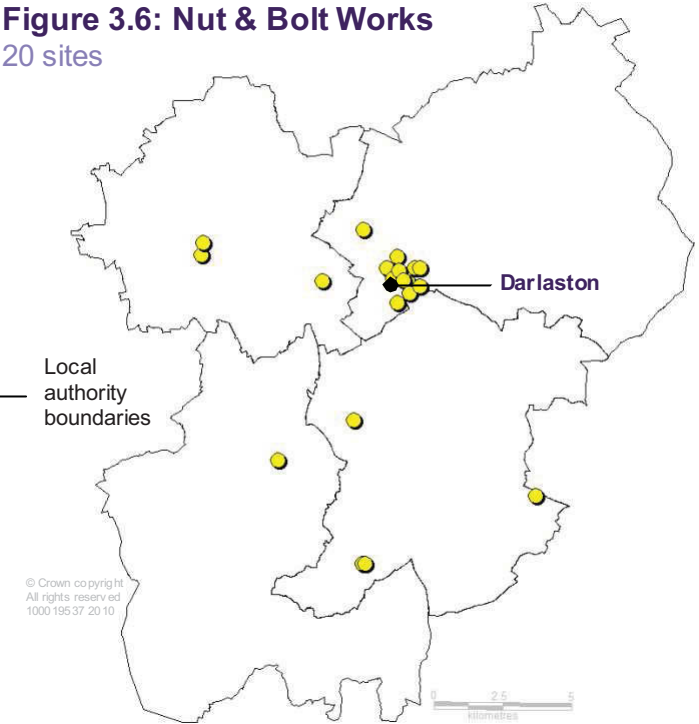 Figure 3.6: Nut & Bolt Works
20 sites
Darlaston
Local
authority
boundaries
© Crown copyright
All rights reserved
100019537 2010
0 2.5 5
kilometres